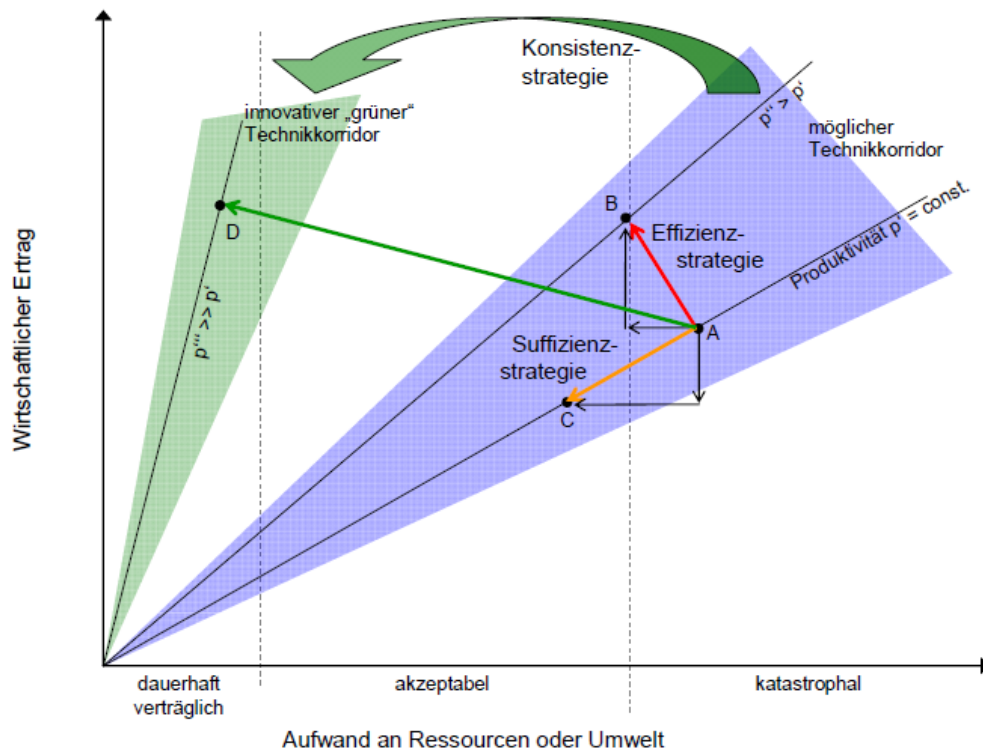 Konsistenz-
strategie
innovativer „grüner“
Technikkorridor
p'' > p'
möglicher
Technikkorridor
B
D
Effizienz-
strategie
Produktivität p' = const.
A
p''' >> p'
Suffizienz-
strategie
C
Wirtschaftlicher Ertrag
dauerhaft
verträglich
akzeptabel
katastrophal
Aufwand an Ressourcen oder Umwelt